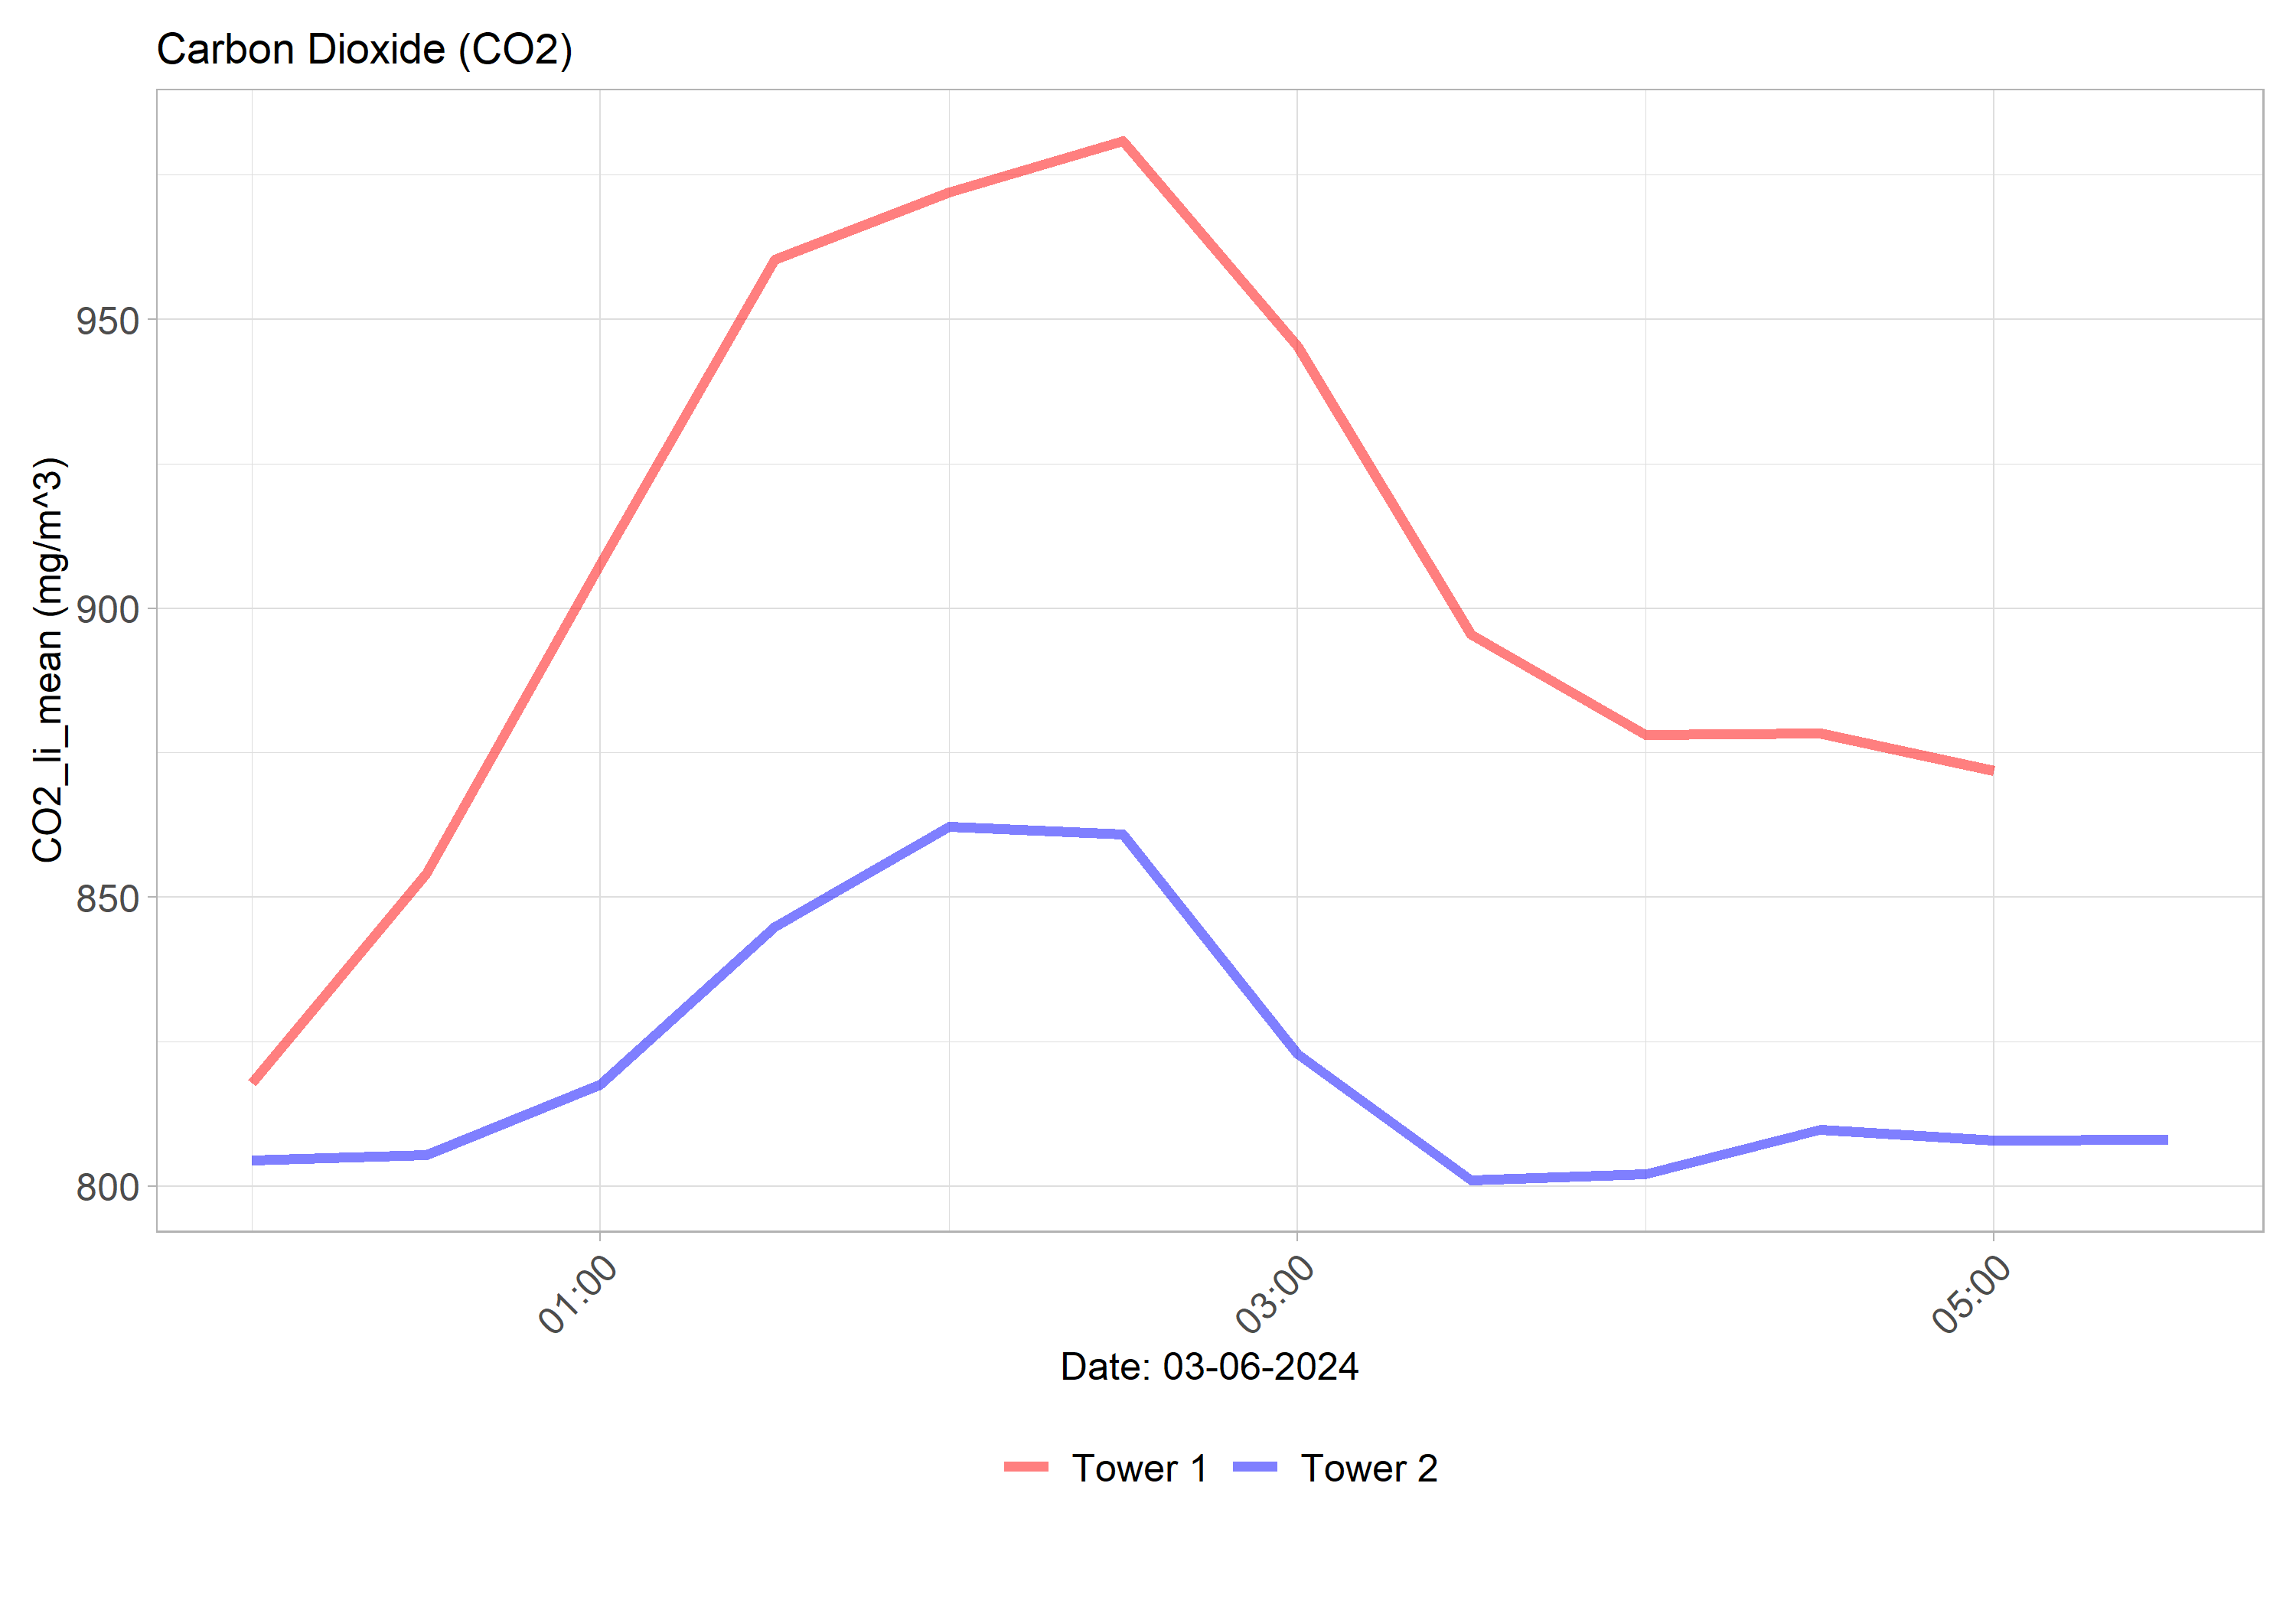 Carbon Dioxide (CO2)
CO2_li_mean (mg/m^3)
950
900
850
800
01:00
03:00
05:00
Date: 03-06-2024
Tower 1
Tower 2